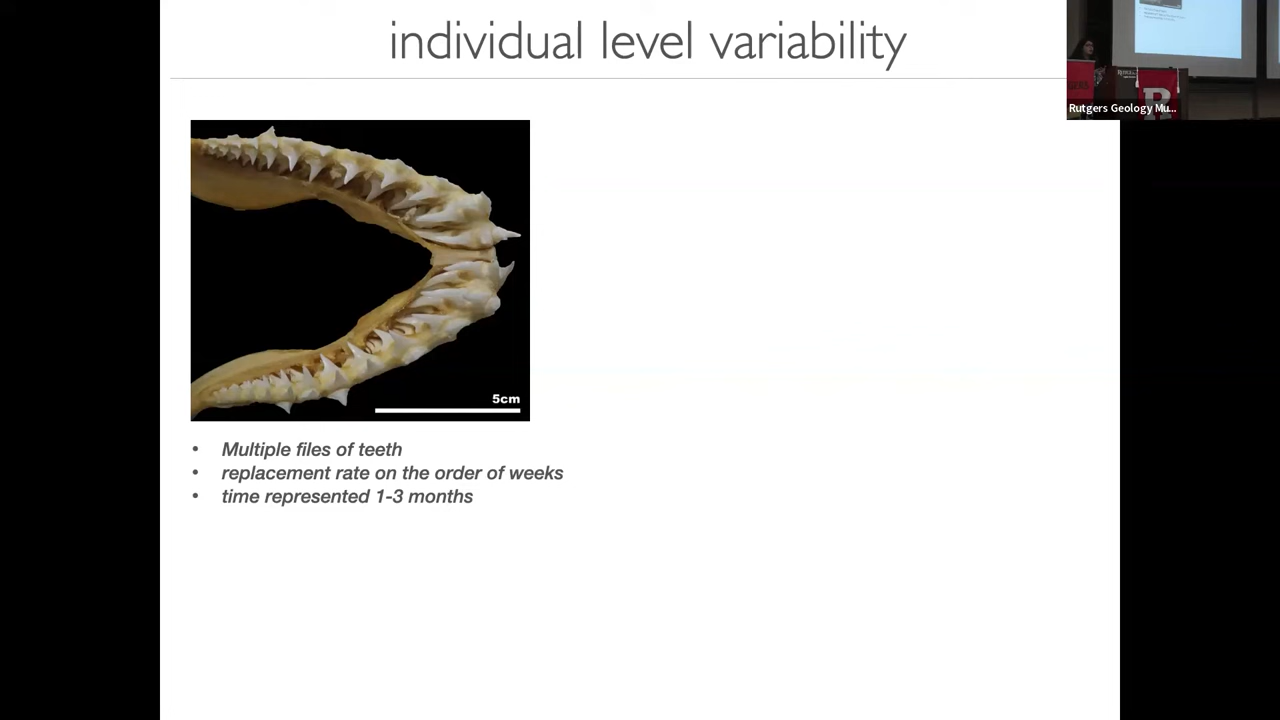 individual level variability
Rutgers Geology Mu...
5cm
• Multiple files of teeth
• replacement rate on the order of weeks
• time represented 1-3 months